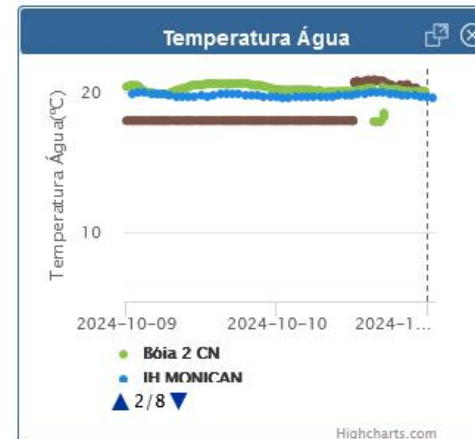 Temperatura Água
Temperatura Água(ºC)
20
10
2024-10-09
2024-10-10
2024-1...
Bóia 2 CN
IH MONICAN
2/8
Highcharts.com